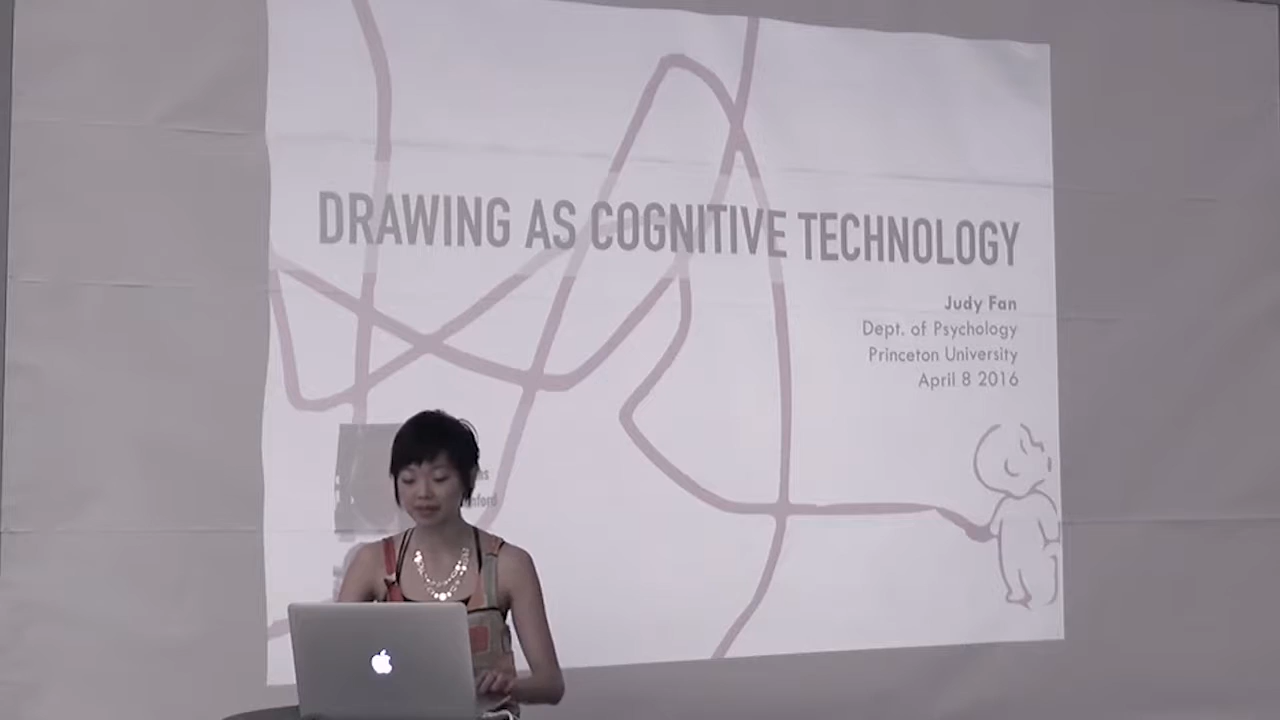 DRAWING AS COGNITIVE TECHNOLOGY
Judy Fan
Dept. of Psychology
Princeton University
April 8 2016